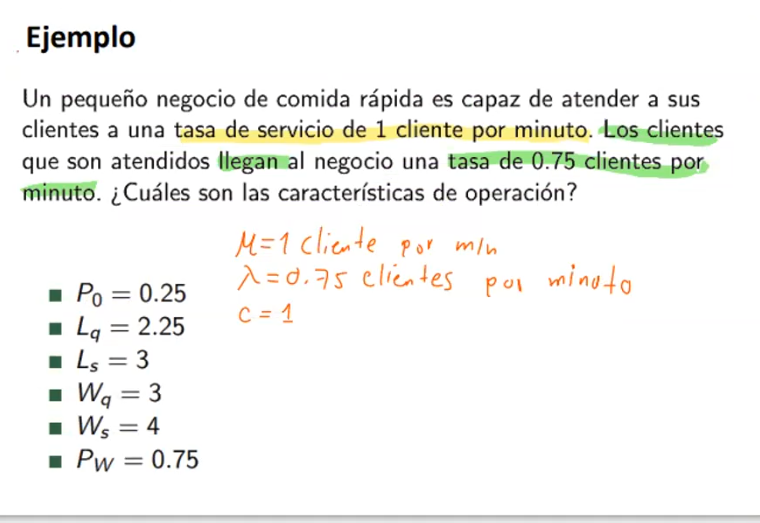 Ejemplo
Un pequeño negocio de comida rápida es capaz de atender a sus
clientes a una tasa de servicio de 1 cliente por minuto. Los clientes
que son atendidos llegan al negocio una tasa de 0.75 clientes por
minuto. ¿Cuáles son las características de operación?
μ=1 cliente por min
λ=0.75 clientes por minuto
c = 1
P₀ = 0.25
L_q = 2.25
L_s = 3
W_q = 3
W_s = 4
P_W = 0.75